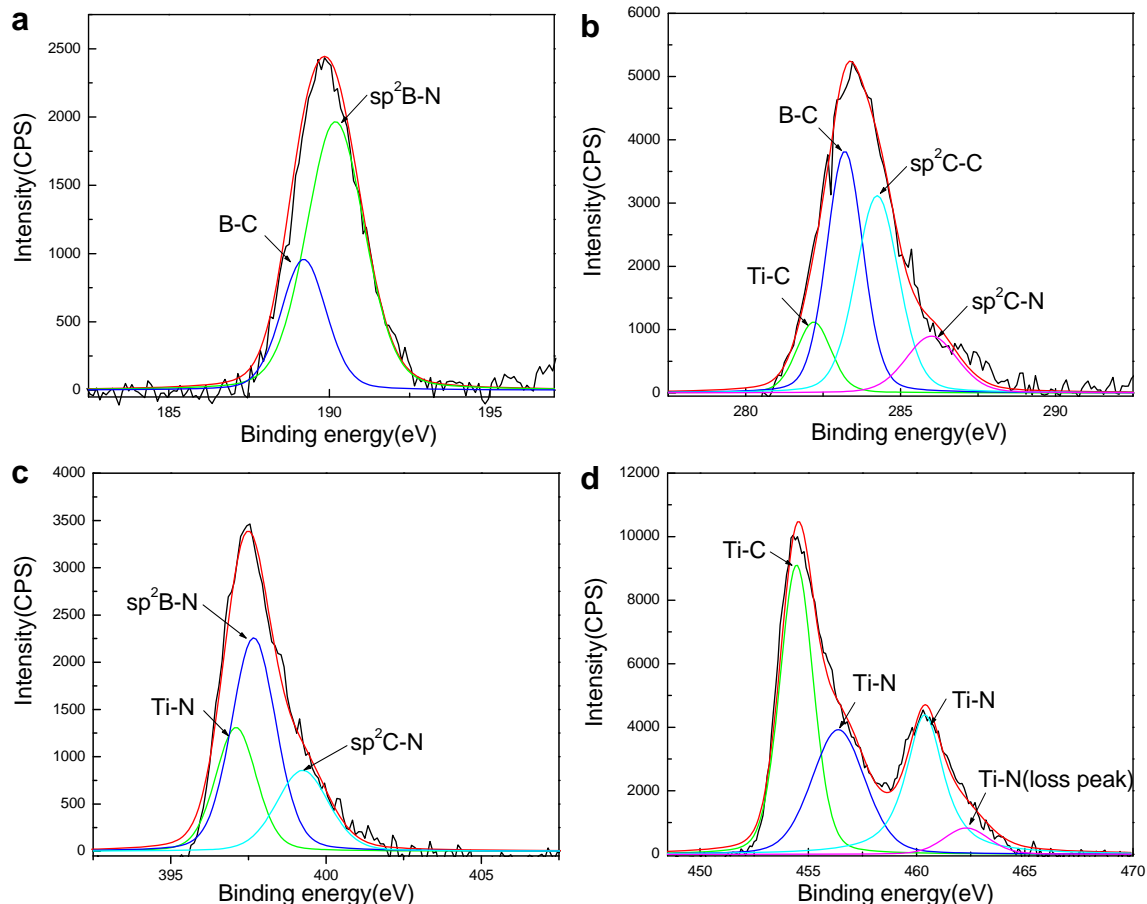 a
2500
2000
1500
1000
500
0
Intensity(CPS)
sp²B-N
B-C
185
190
195
Binding energy(eV)
b
6000
5000
4000
3000
2000
1000
0
Intensity(CPS)
B-C
sp²C-C
Ti-C
sp²C-N
280
285
290
Binding energy(eV)
c
4000
3500
3000
2500
2000
1500
1000
500
0
Intensity(CPS)
sp²B-N
Ti-N
sp²C-N
395
400
405
Binding energy(eV)
d
12000
10000
8000
6000
4000
2000
0
Intensity(CPS)
Ti-C
Ti-N
Ti-N
Ti-N(loss peak)
450
455
460
465
470
Binding energy(eV)